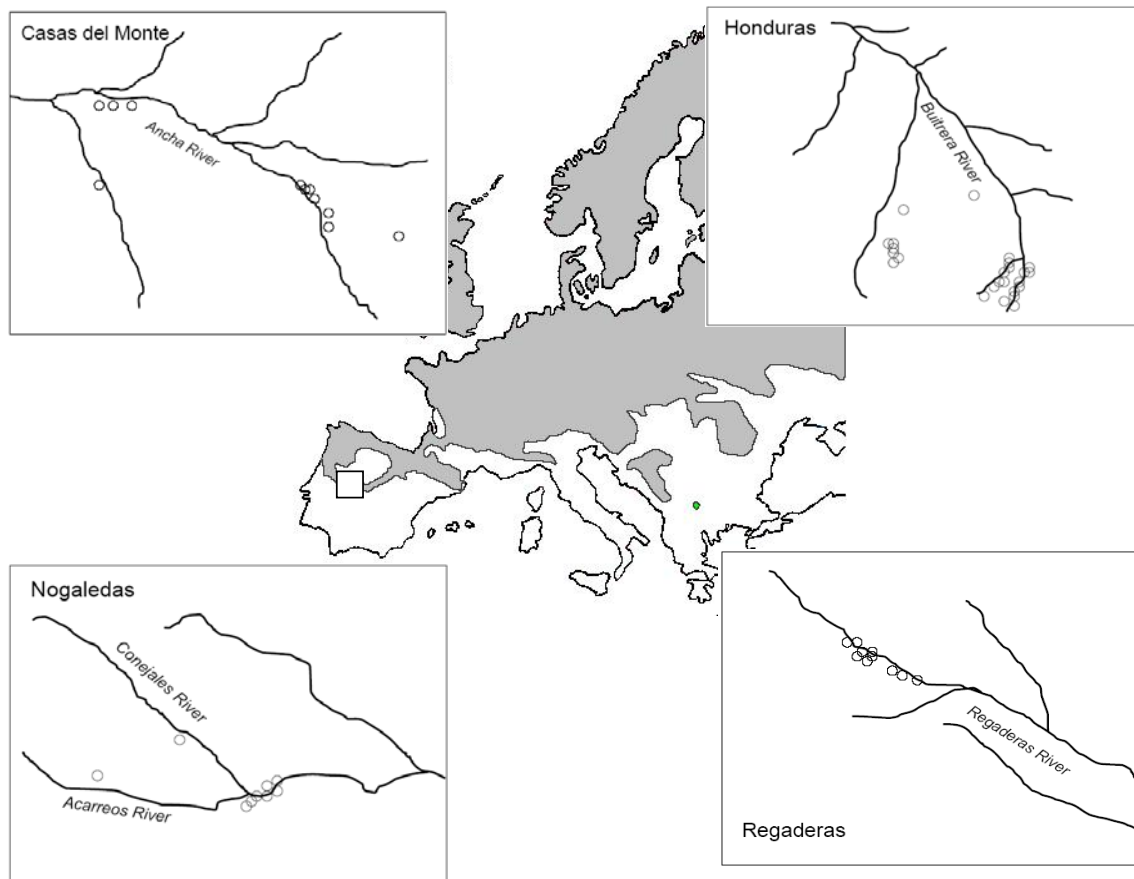 Casas del Monte
Ancha River
Honduras
Buitrera River
Nogaledas
Conejales River
Acarreos River
Regaderas River
Regaderas